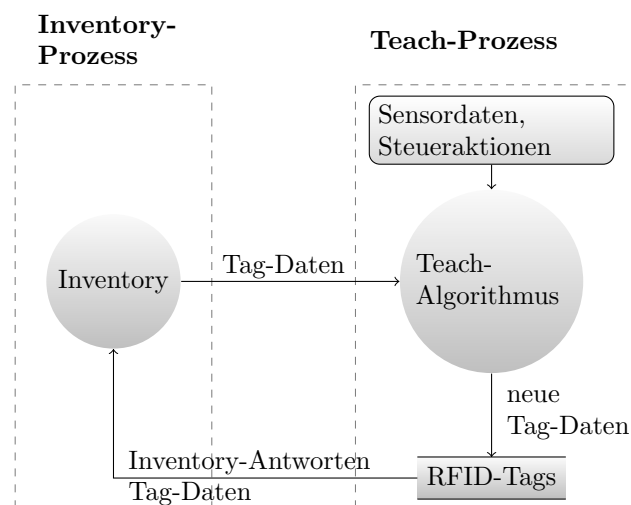 Inventory-
Prozess
Teach-Prozess
Sensordaten,
Steueraktionen
Inventory
Tag-Daten
Teach-
Algorithmus
neue
Tag-Daten
Inventory-Antworten
Tag-Daten
RFID-Tags